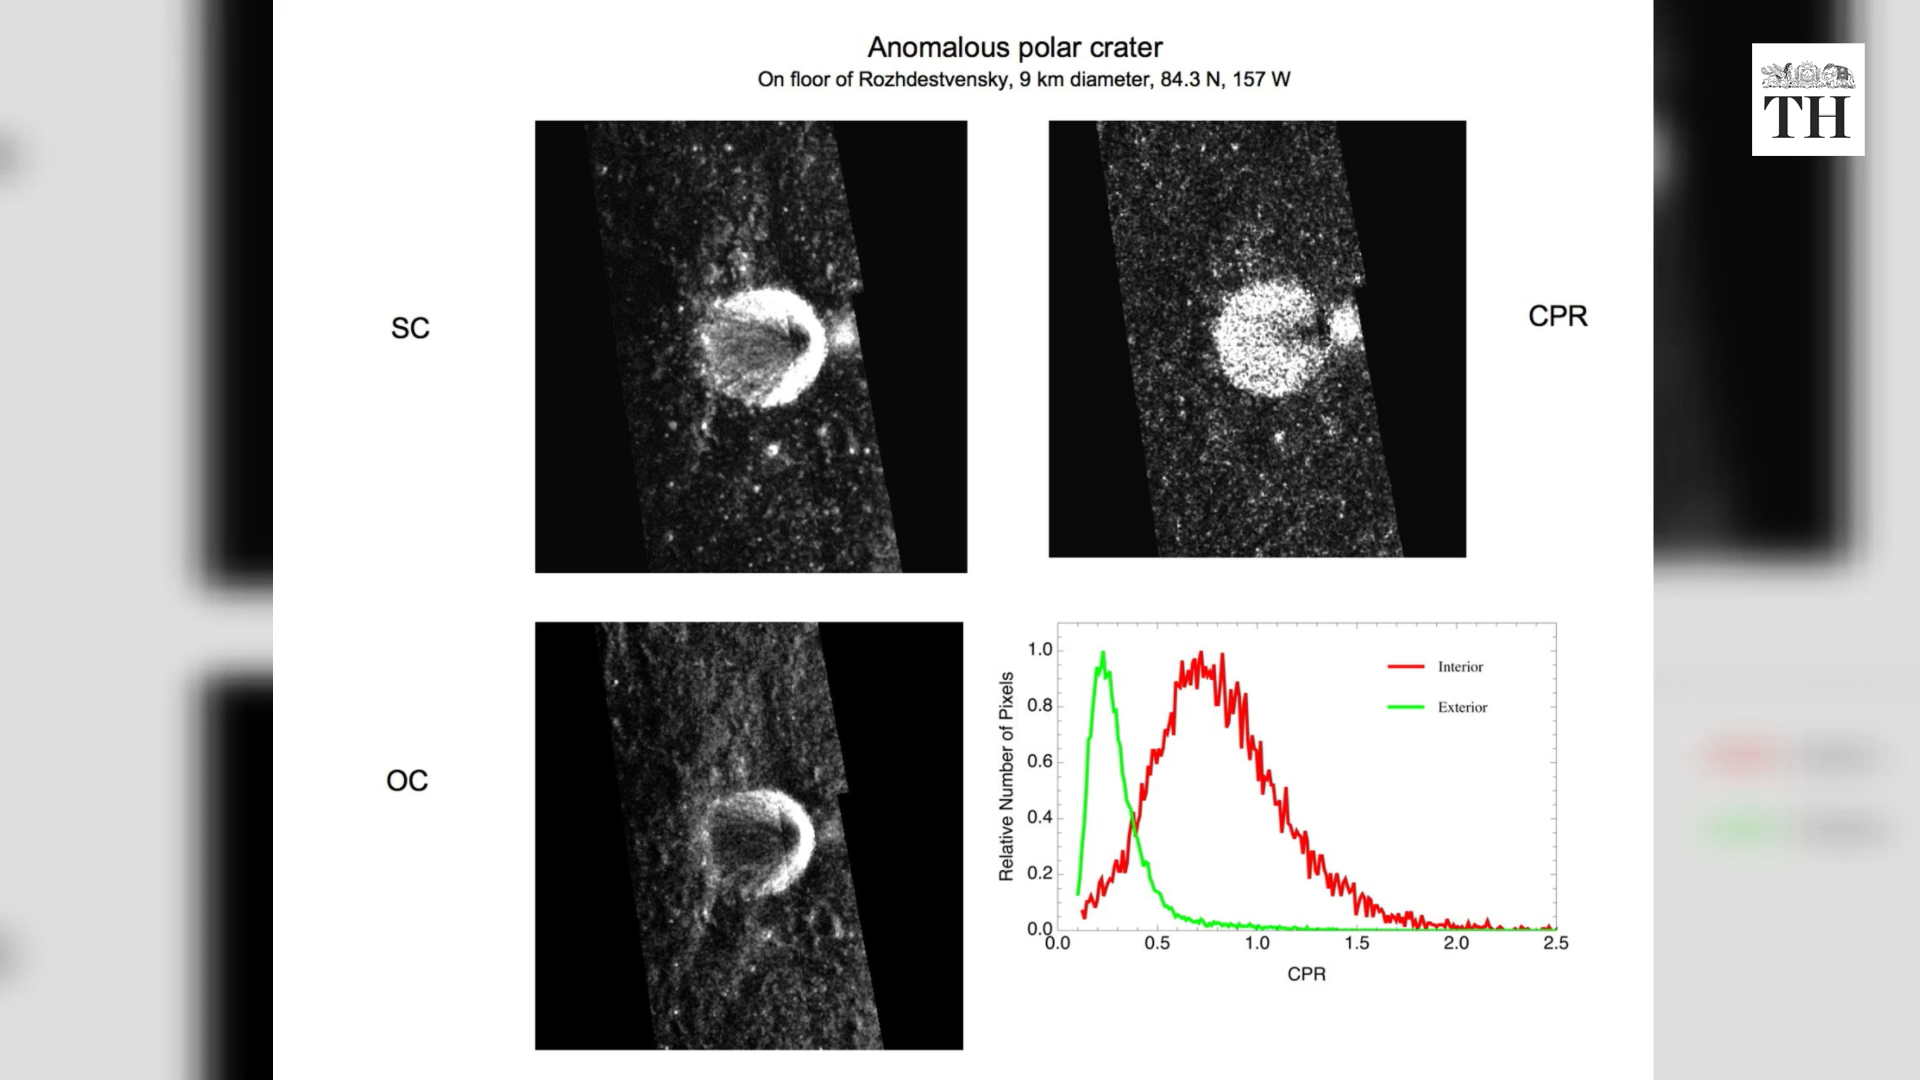 Anomalous polar crater
On floor of Rozhdestvensky, 9 km diameter, 84.3 N, 157 W
TH
SC
CPR
OC
Relative Number of Pixels
1.0
0.8
0.6
0.4
0.2
0.0
Interior
Exterior
0.0 0.5 1.0 1.5 2.0 2.5
CPR